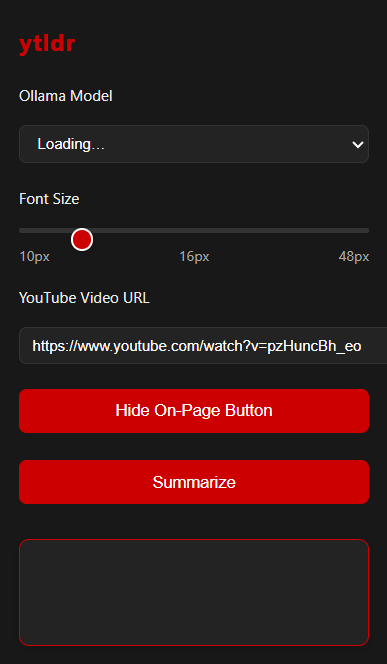 ytldr
Ollama Model
Loading...
Font Size
10px 16px 48px
YouTube Video URL
https://www.youtube.com/watch?v=pzHuncBh_eo
Hide On-Page Button
Summarize